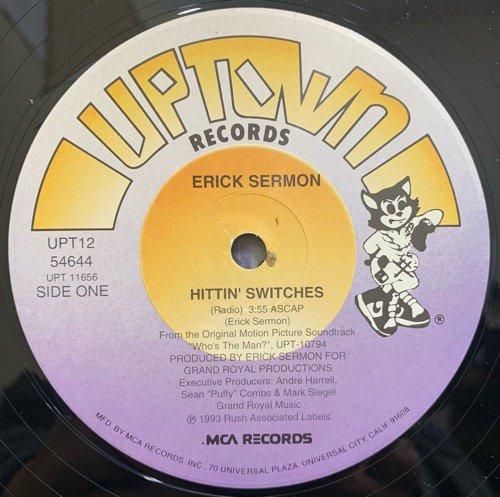 UPTOWN
RECORDS
ERICK SERMON
UPT12
54644
UPT 11656
SIDE ONE
HITTIN' SWITCHES
(Radio) 3:55 ASCAP
(Erick Sermon)
From the Original Motion Picture Soundtrack
"Who's The Man?", UPT-10794
PRODUCED BY ERICK SERMON FOR
GRAND ROYAL PRODUCTIONS
Executive Producers: Andre Harrell,
Sean "Puffy" Combs & Mark Siegel
Grand Royal Music
℗ 1993 Rush Associated Labels
®
.MCA RECORDS
MFD. BY MCA RECORDS, INC., 70 UNIVERSAL PLAZA, UNIVERSAL CITY, CALIF. 91608